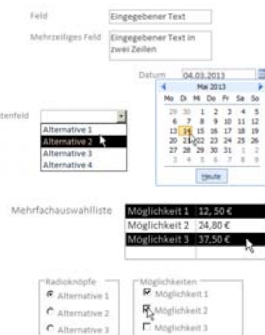 Feld Eingegebener Text
Mehrzeiliges Feld Eingegebener Text in
zwei Zeilen
Datum 04.03.2013
Mai 2013
Mo Di Mi Do Fr Sa So
29 30 1 2 3 4 5
6 7 8 9 10 11 12
13 14 15 16 17 18 19
20 21 22 23 24 25 26
27 28 29 30 31 1 2
3 4 5 6 7 8 9
Heute
tenfeld
Alternative 1
Alternative 2
Alternative 3
Alternative 4
Mehrfachauswahlliste Möglichkeit 1 12,50 €
Möglichkeit 2 24,80 €
Möglichkeit 3 37,50 €
Radioknöpfe Möglichkeiten
Alternative 1 Möglichkeit 1
Alternative 2 Möglichkeit 2
Alternative 3 Möglichkeit 3